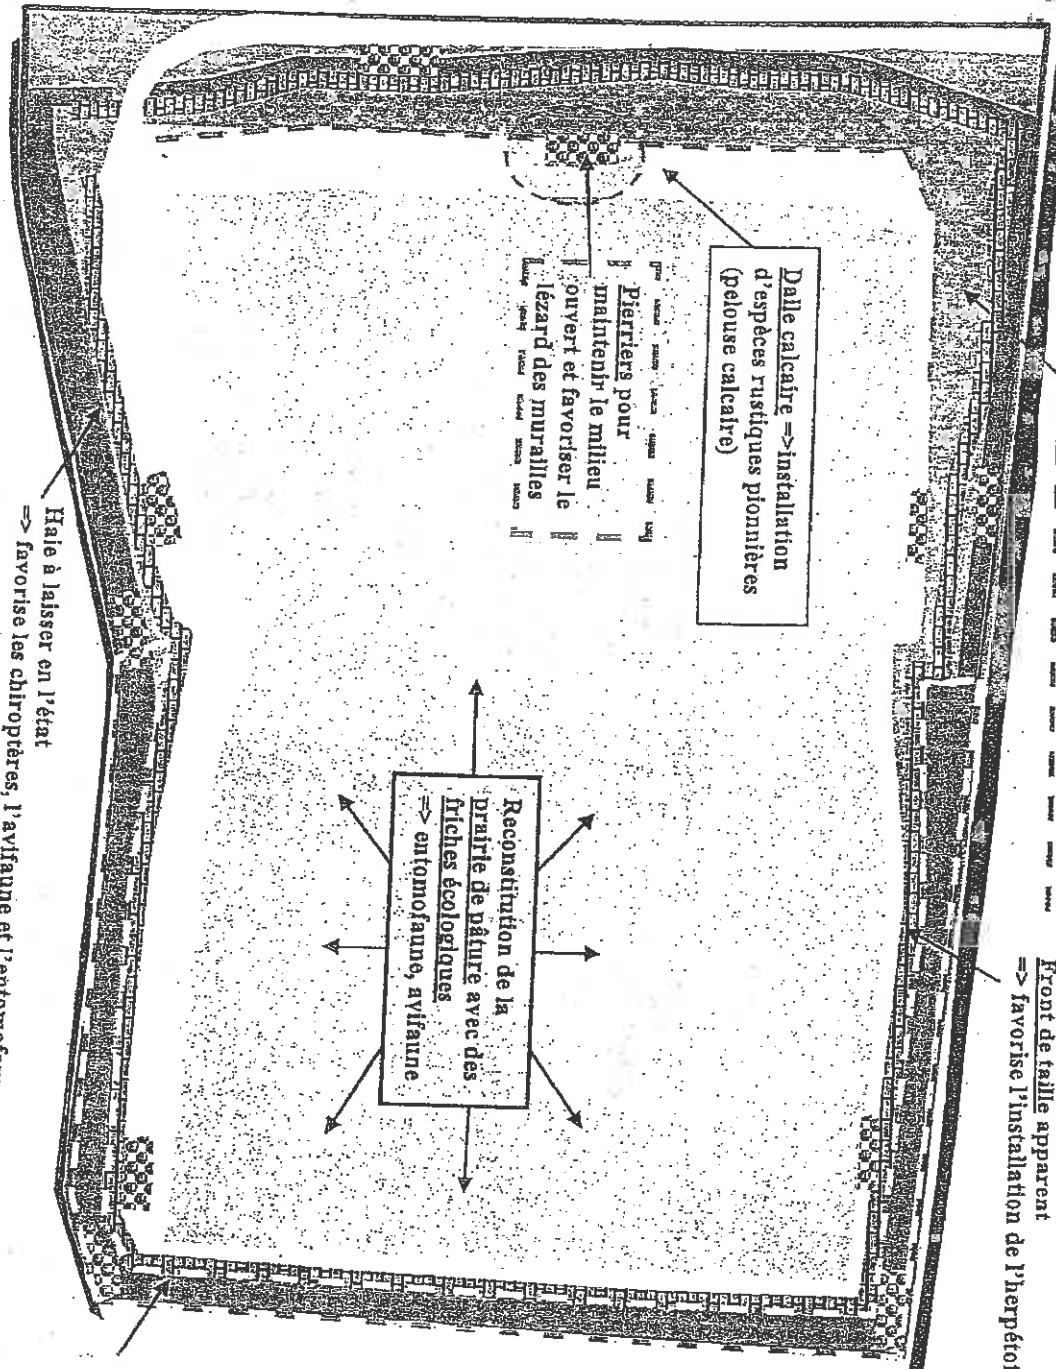 Front de taille apparent
=> favorise l'installation de
Dalle calcaire =>installation
d'espèces rustiques pionnières
(pelouse calcaire)
Pierriers pour
maintenir le milieu
ouvert et favoriser le
lézard des murailles
Reconstitution de la
prairie de pâture avec des
friches écologiques
=> entomofaune, avifaune
Haie à laisser en l'état
=> favorise les chiroptères, l'avifaune et